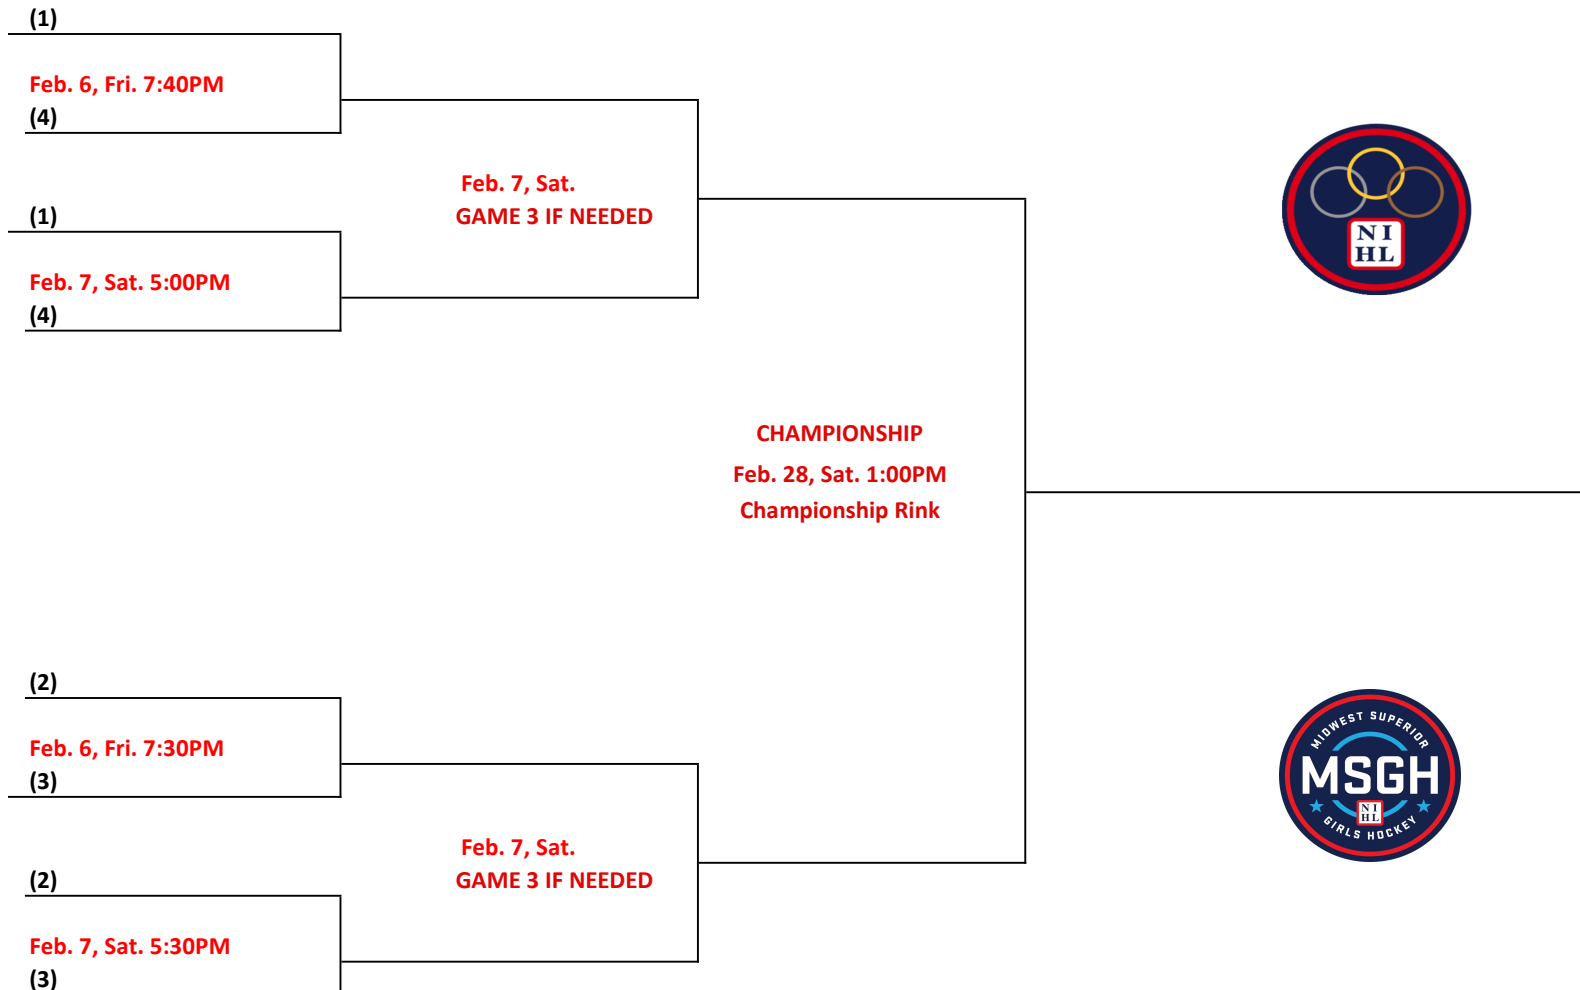 (1)
Feb. 6, Fri. 7:40PM
(4)
Feb. 7, Sat.
GAME 3 IF NEEDED
(1)
Feb. 7, Sat. 5:00PM
(4)
NI
HL
CHAMPIONSHIP
Feb. 28, Sat. 1:00PM
Championship Rink
(2)
Feb. 6, Fri. 7:30PM
(3)
Feb. 7, Sat.
GAME 3 IF NEEDED
(2)
Feb. 7, Sat. 5:30PM
(3)
MIDWEST SUPERIOR
MSGH
NI
HL
GIRLS HOCKEY